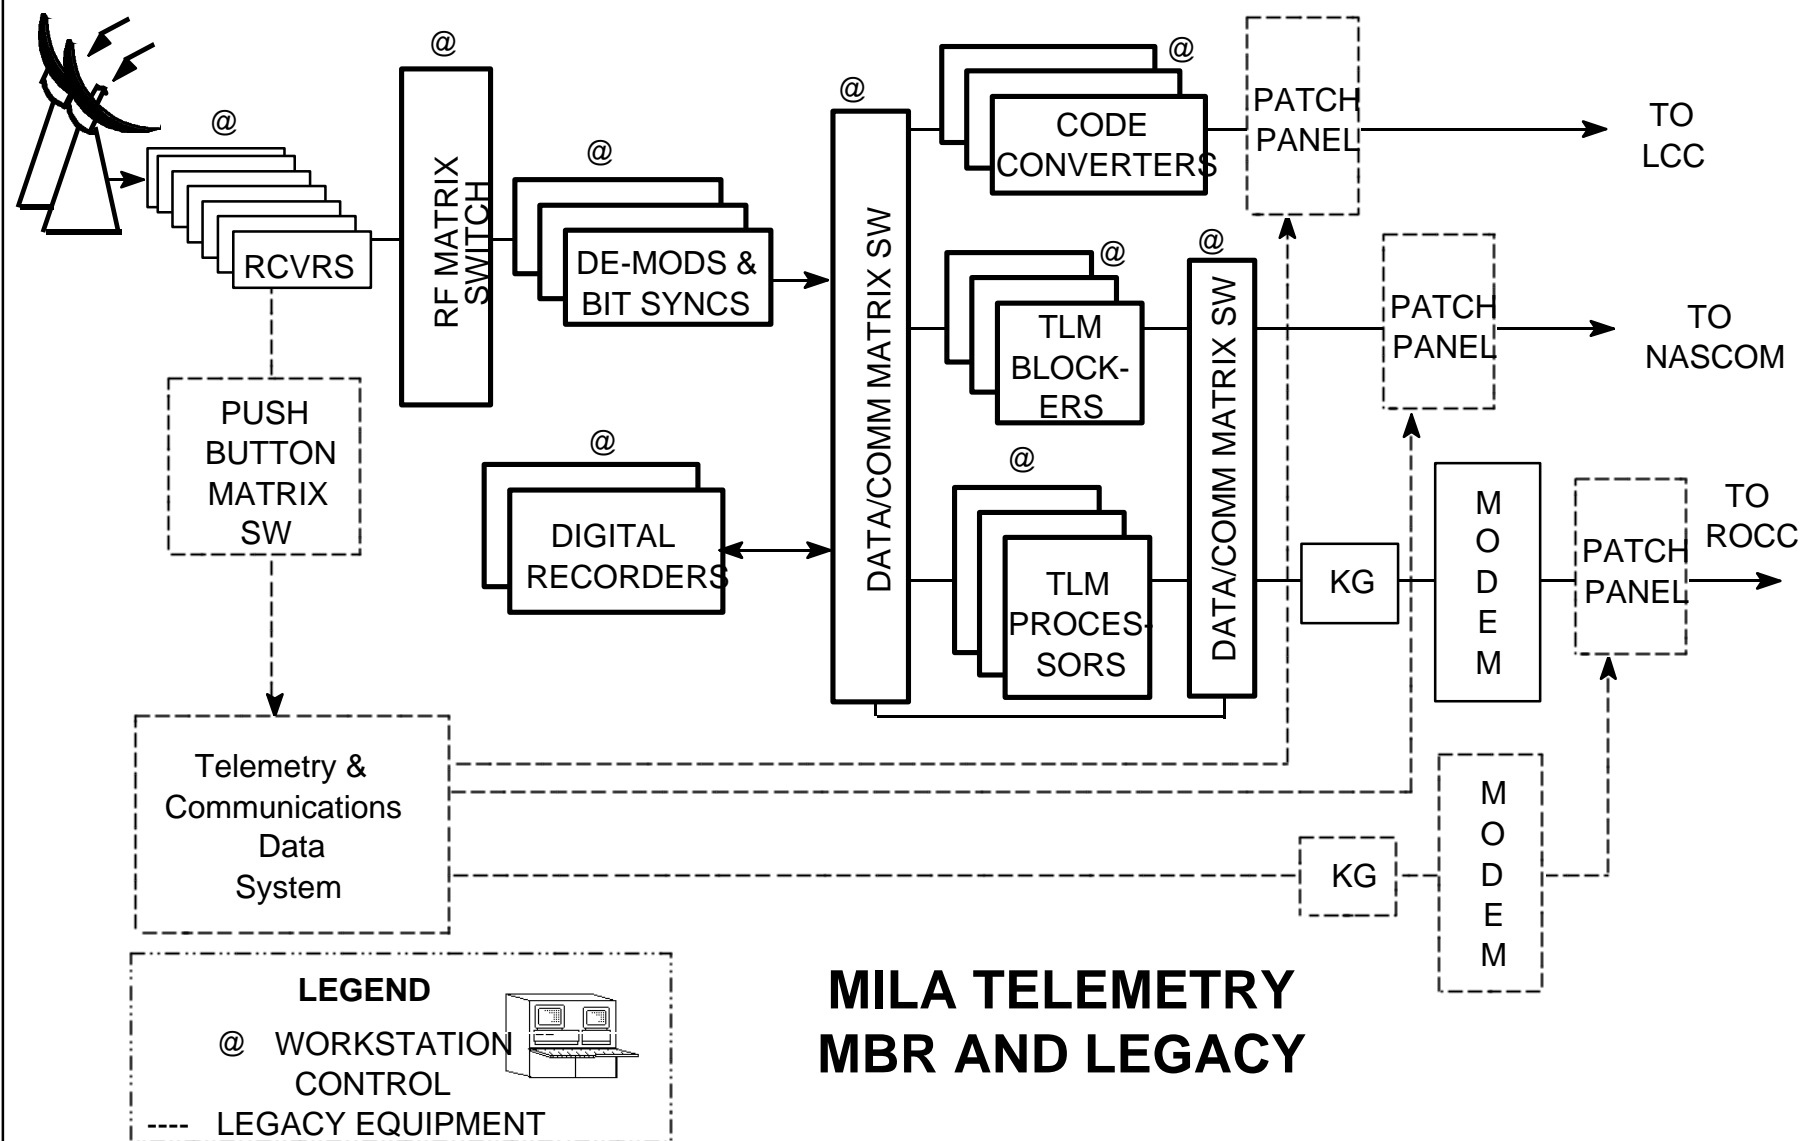 @
RCVRS
@
RF MATRIX
SWITCH
@
DE-MODS &
BIT SYNCS
@
DIGITAL
RECORDERS
@
DATA/COMM MATRIX SW
@
CODE
CONVERTERS
@
TLM
BLOCK-
ERS
@
TLM
PROCES-
SORS
@
DATA/COMM MATRIX SW
PATCH
PANEL
TO
LCC
PATCH
PANEL
TO
NASCOM
KG
M
O
D
E
M
PATCH
PANEL
TO
ROCC
PUSH
BUTTON
MATRIX
SW
Telemetry &
Communications
Data
System
KG
M
O
D
E
M
LEGEND
@ WORKSTATION
CONTROL
---- LEGACY EQUIPMENT
MILA TELEMETRY
MBR AND LEGACY